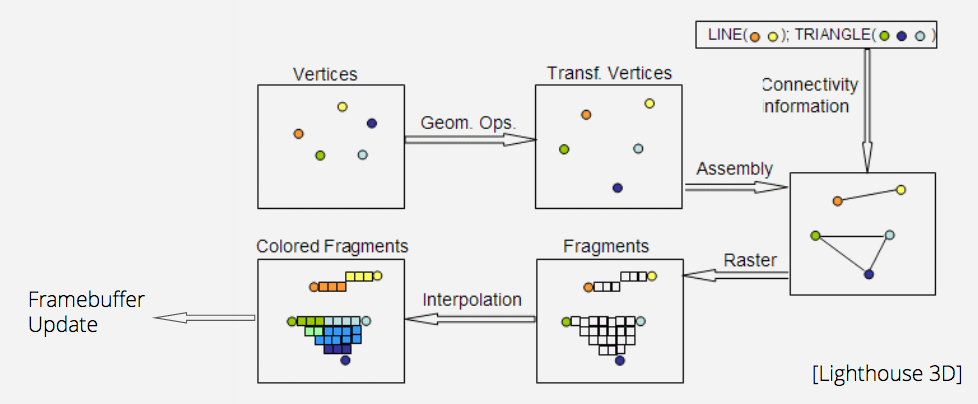 LINE( ); TRIANGLE( )
Vertices
Transf. Vertices
Connectivity
information
Geom. Ops.
Assembly
Colored Fragments
Fragments
Raster
Interpolation
Framebuffer
Update
[Lighthouse 3D]